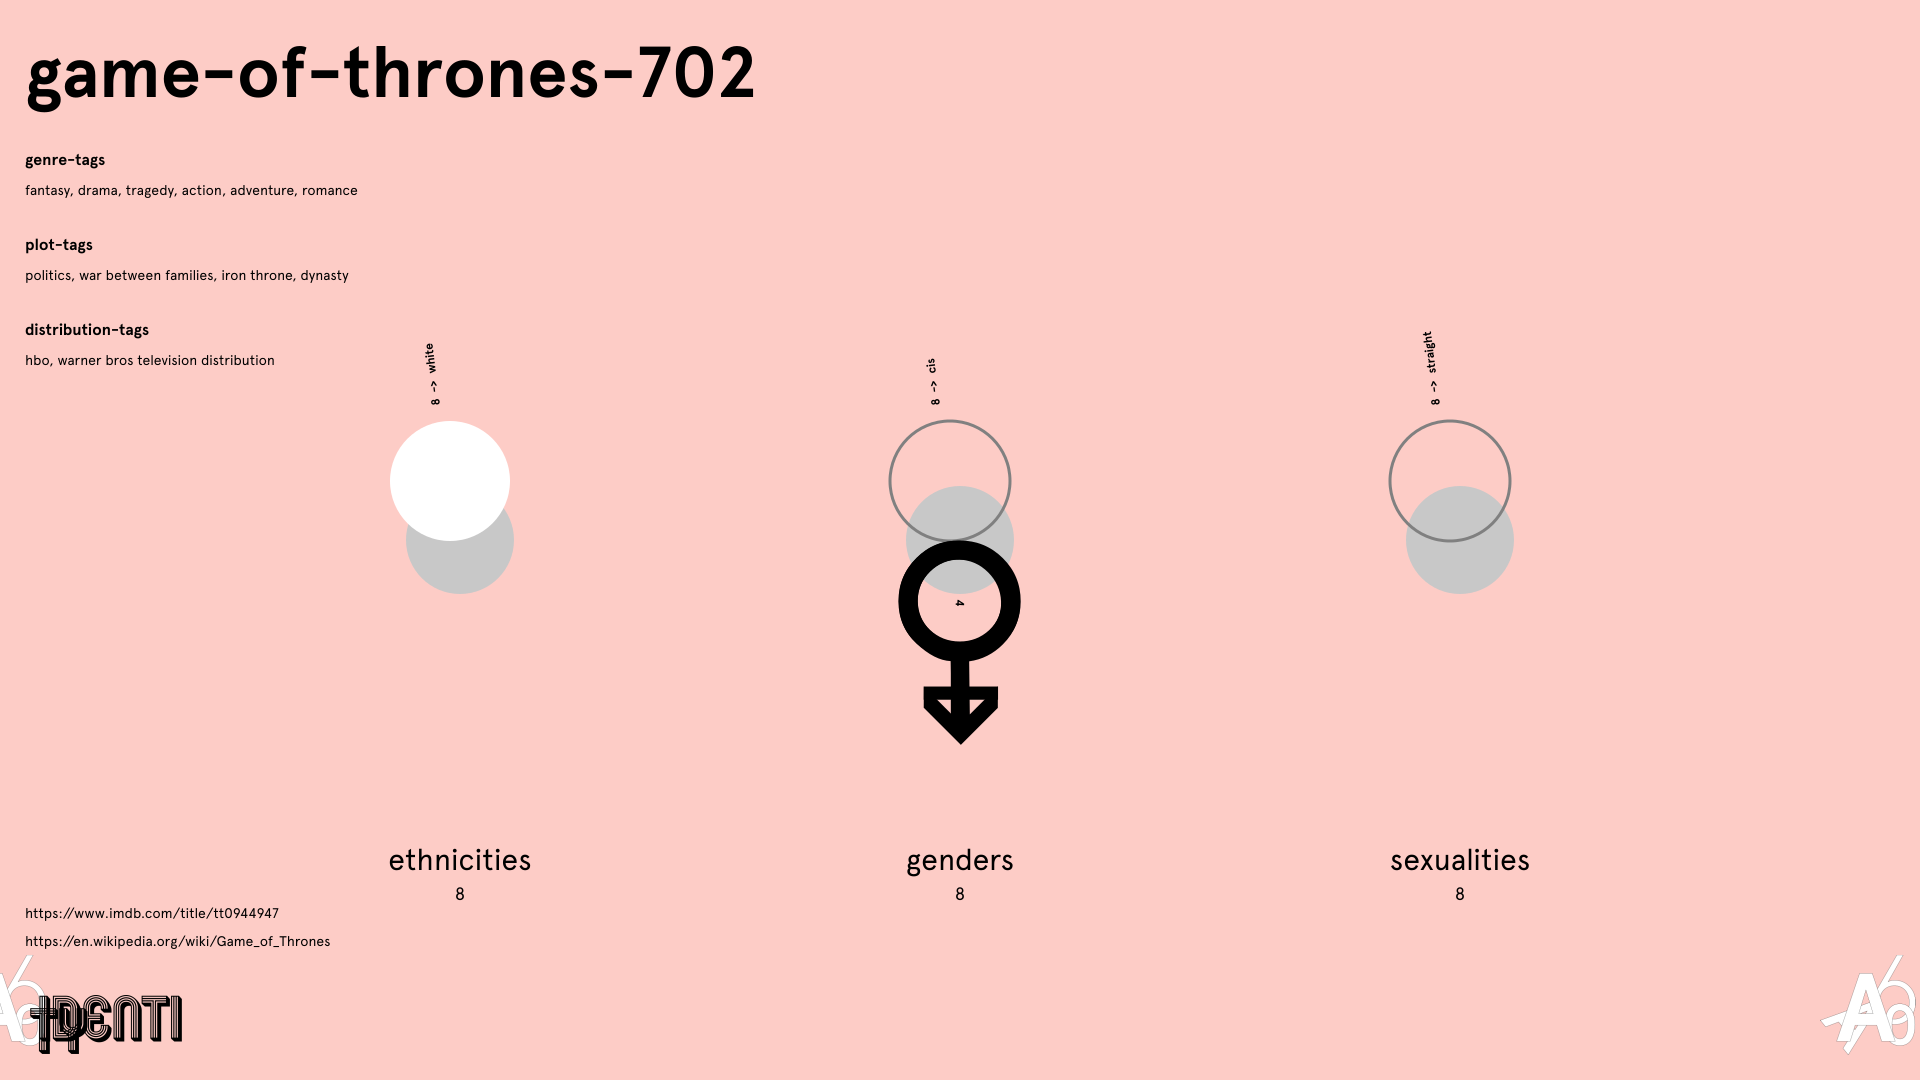 game-of-thrones-702
genre-tags
fantasy, drama, tragedy, action, adventure, romance
plot-tags
politics, war between families, iron throne, dynasty
distribution-tags
hbo, warner bros television distribution
8 -> white
8 -> cis
8 -> straight
4
ethnicities
8
genders
8
sexualities
8
https://www.imdb.com/title/tt0944947
https://en.wikipedia.org/wiki/Game_of_Thrones
IDENTI